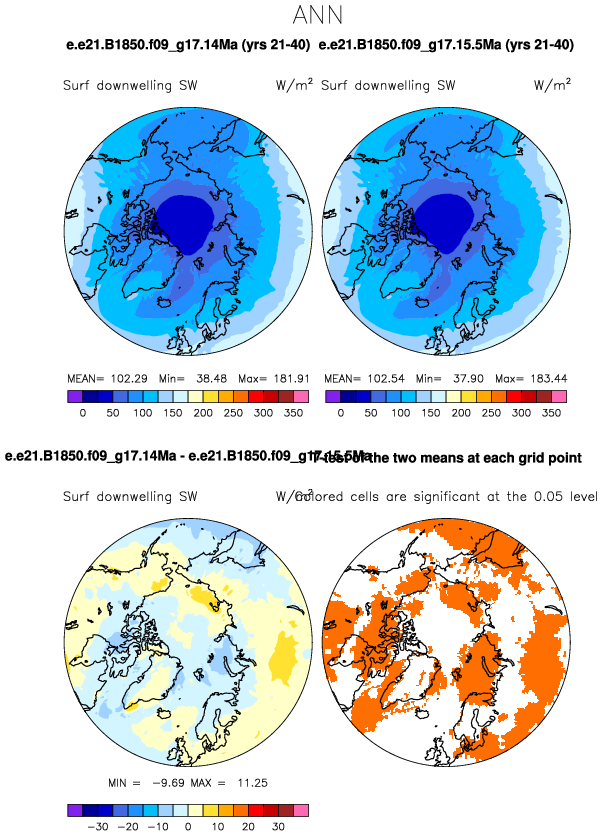 ANN
e.e21.B1850.f09_g17.14Ma (yrs 21-40) e.e21.B1850.f09_g17.15.5Ma (yrs 21-40)
Surf downwelling SW W/m² Surf downwelling SW W/m²
MEAN= 102.29 Min= 38.48 Max= 181.91 MEAN= 102.54 Min= 37.90 Max= 183.44
0 50 100 150 200 250 300 350 0 50 100 150 200 250 300 350
e.e21.B1850.f09_g17.14Ma - e.e21.B1850.f09_g17.15.5Ma T-test of the two means at each grid point
Surf downwelling SW W/m² Colored cells are significant at the 0.05 level
MIN = -9.69 MAX = 11.25
-30 -20 -10 0 10 20 30